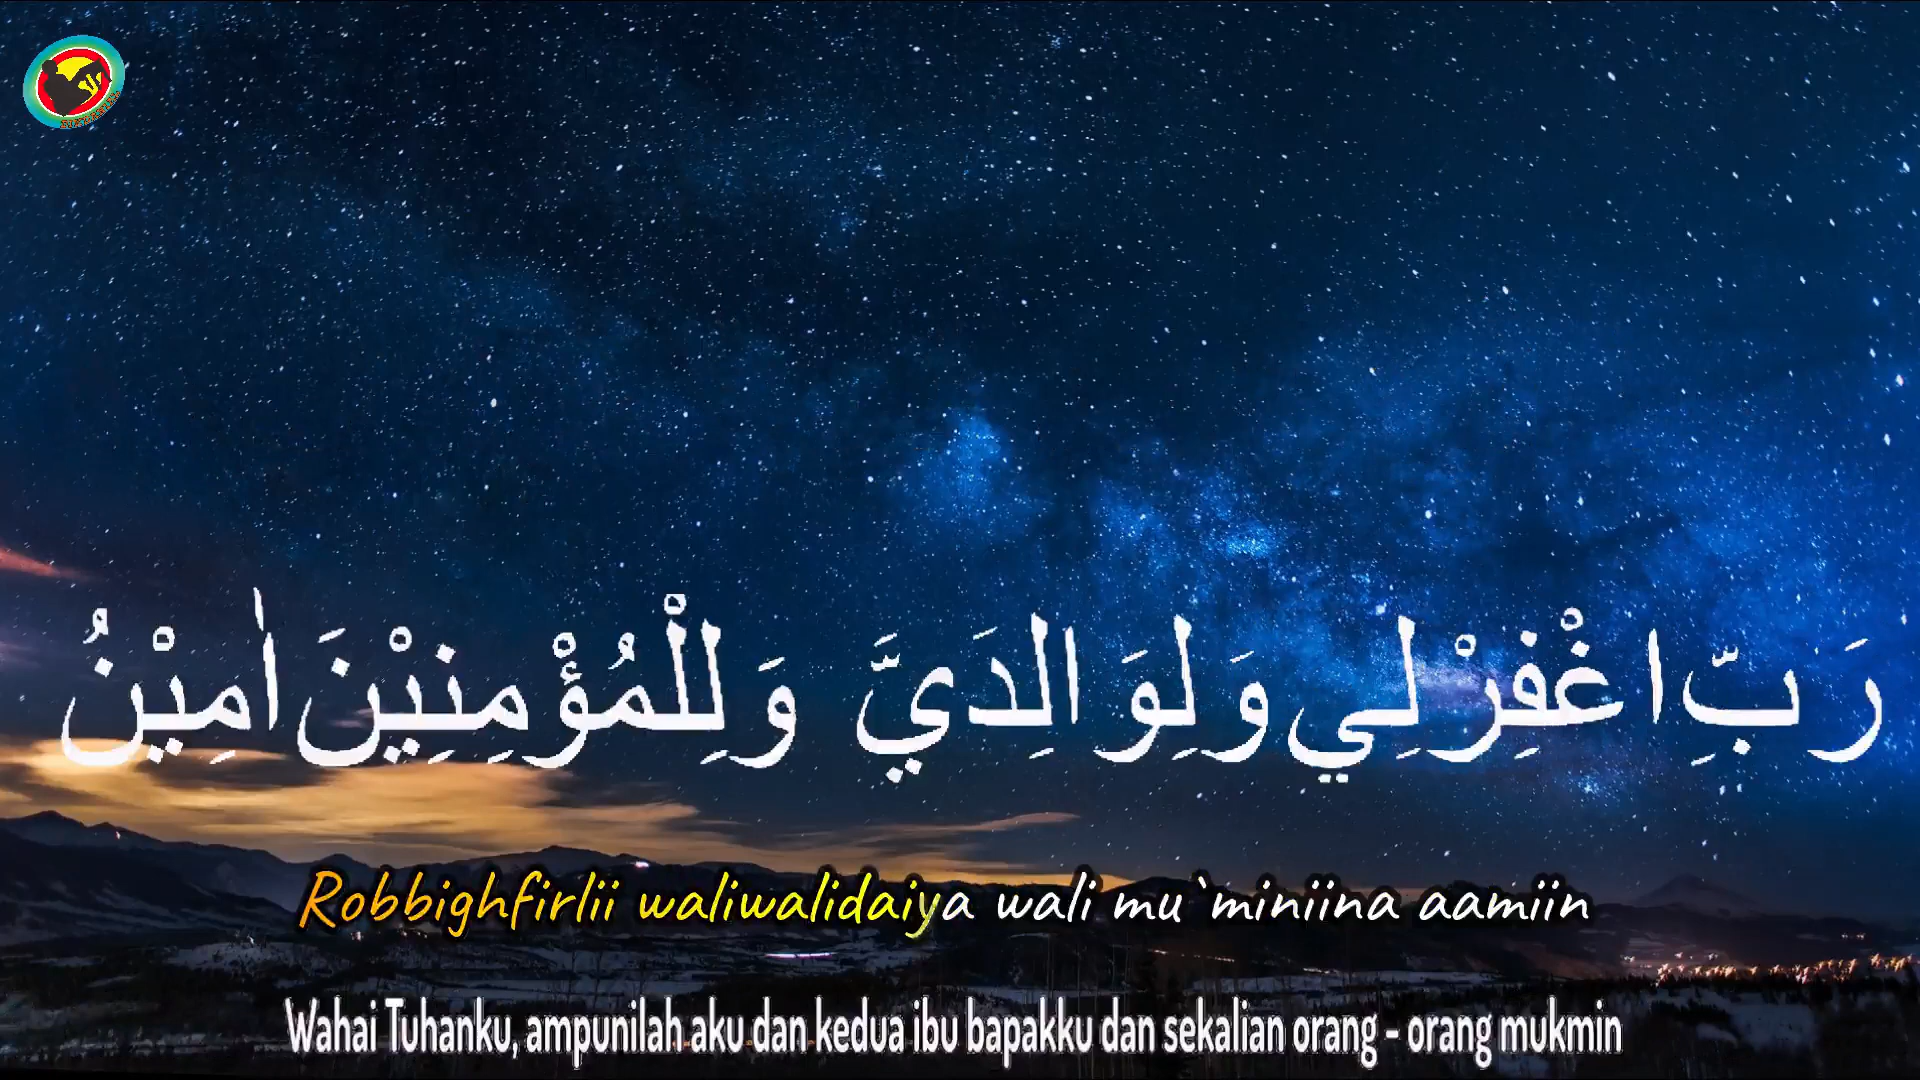 رَبِّ اغْفِرْ لِي وَلِوَالِدَيَّ وَلِلْمُؤْمِنِيْنَ اٰمِيْنُ
Robbighfirlii waliwalidaiya wali mu`miniina aamiin
Wahai Tuhanku, ampunilah aku dan kedua ibu bapakku dan sekalian orang - orang mukmin